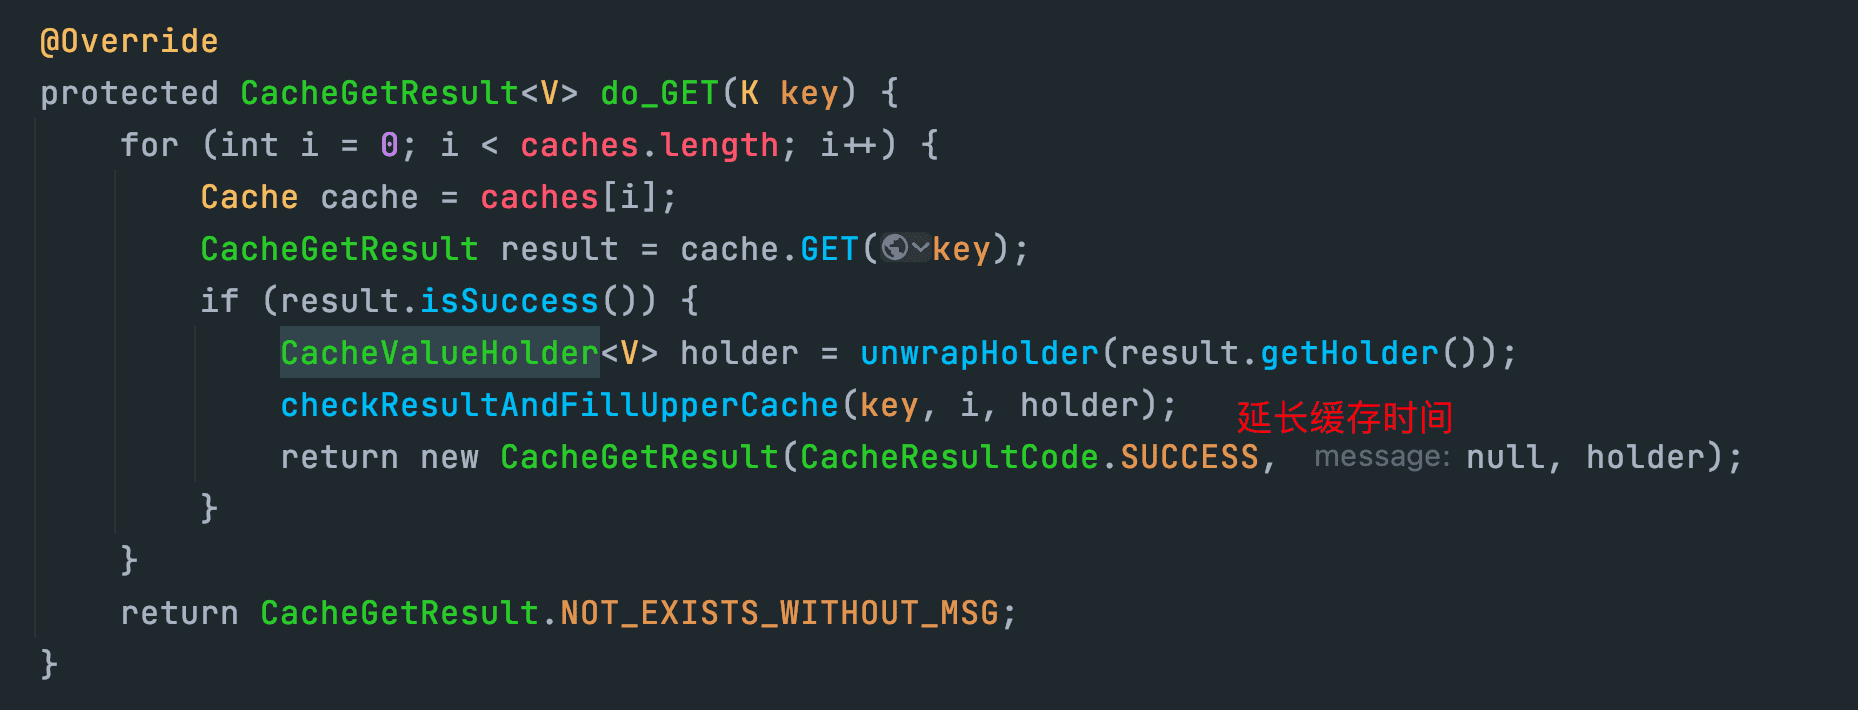 @Override
protected CacheGetResult<V> do_GET(K key) {
for (int i = 0; i < caches.length; i++) {
Cache cache = caches[i];
CacheGetResult result = cache.GET(key);
if (result.isSuccess()) {
CacheValueHolder<V> holder = unwrapHolder(result.getHolder());
checkResultAndFillUpperCache(key, i, holder);
延长缓存时间
return new CacheGetResult(CacheResultCode.SUCCESS, message: null, holder);
}
}
return CacheGetResult.NOT_EXISTS_WITHOUT_MSG;
}